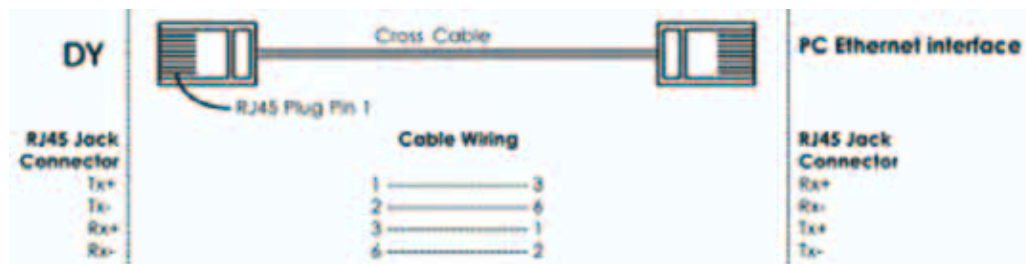 Cross Cable
DY
PC Ethernet interface
RJ45 Plug Pin 1
RJ45 Jack
Connector
Cable Wiring
RJ45 Jack
Connector
Tx+ 1 3 Rx+
Tx- 2 6 Rx-
Rx+ 3 1 Tx+
Rx- 6 2 Tx-